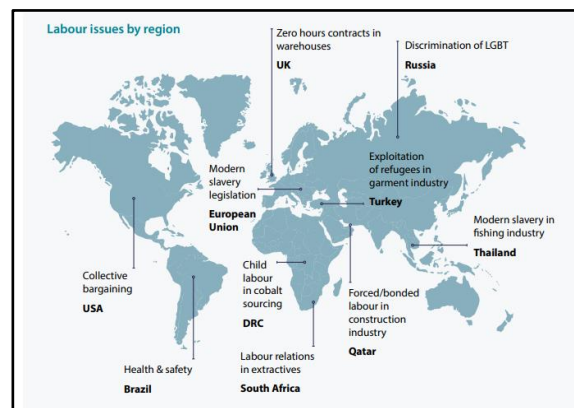 Labour issues by region
Zero hours contracts in
warehouses
UK
Discrimination of LGBT
Russia
Modern
slavery
legislation
European
Union
Exploitation
of refugees in
garment industry
Turkey
Modern slavery in
fishing industry
Thailand
Collective
bargaining
USA
Child
labour
in cobalt
sourcing
DRC
Forced/bonded
labour in
construction
industry
Qatar
Health & safety
Brazil
Labour relations
in extractives
South Africa